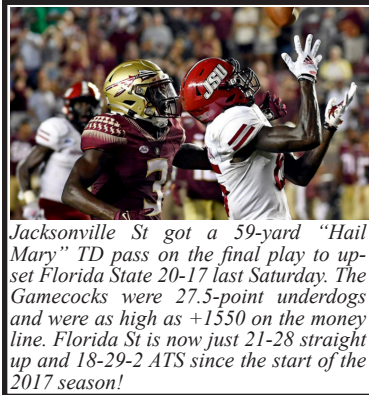 JSU
3
Jacksonville St got a 59-yard “Hail
Mary” TD pass on the final play to up-
set Florida State 20-17 last Saturday. The
Gamecocks were 27.5-point underdogs
and were as high as +1550 on the money
line. Florida St is now just 21-28 straight
up and 18-29-2 ATS since the start of the
2017 season!